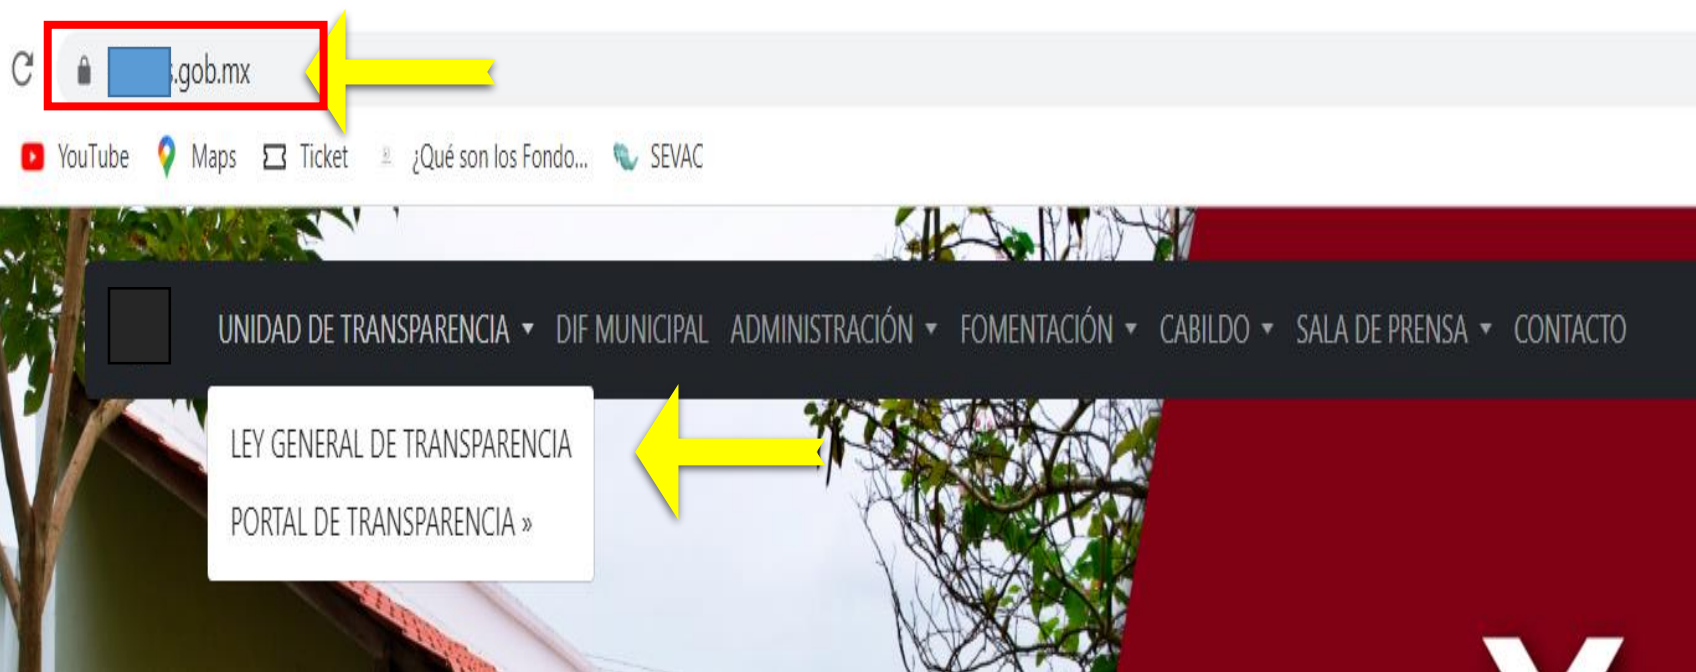 s.gob.mx
YouTube Maps Ticket ¿Qué son los Fondo... SEVAC
UNIDAD DE TRANSPARENCIA ▾ DIF MUNICIPAL ADMINISTRACIÓN ▾ FOMENTACIÓN ▾ CABILDO ▾ SALA DE PRENSA ▾ CONTACTO
LEY GENERAL DE TRANSPARENCIA
PORTAL DE TRANSPARENCIA »